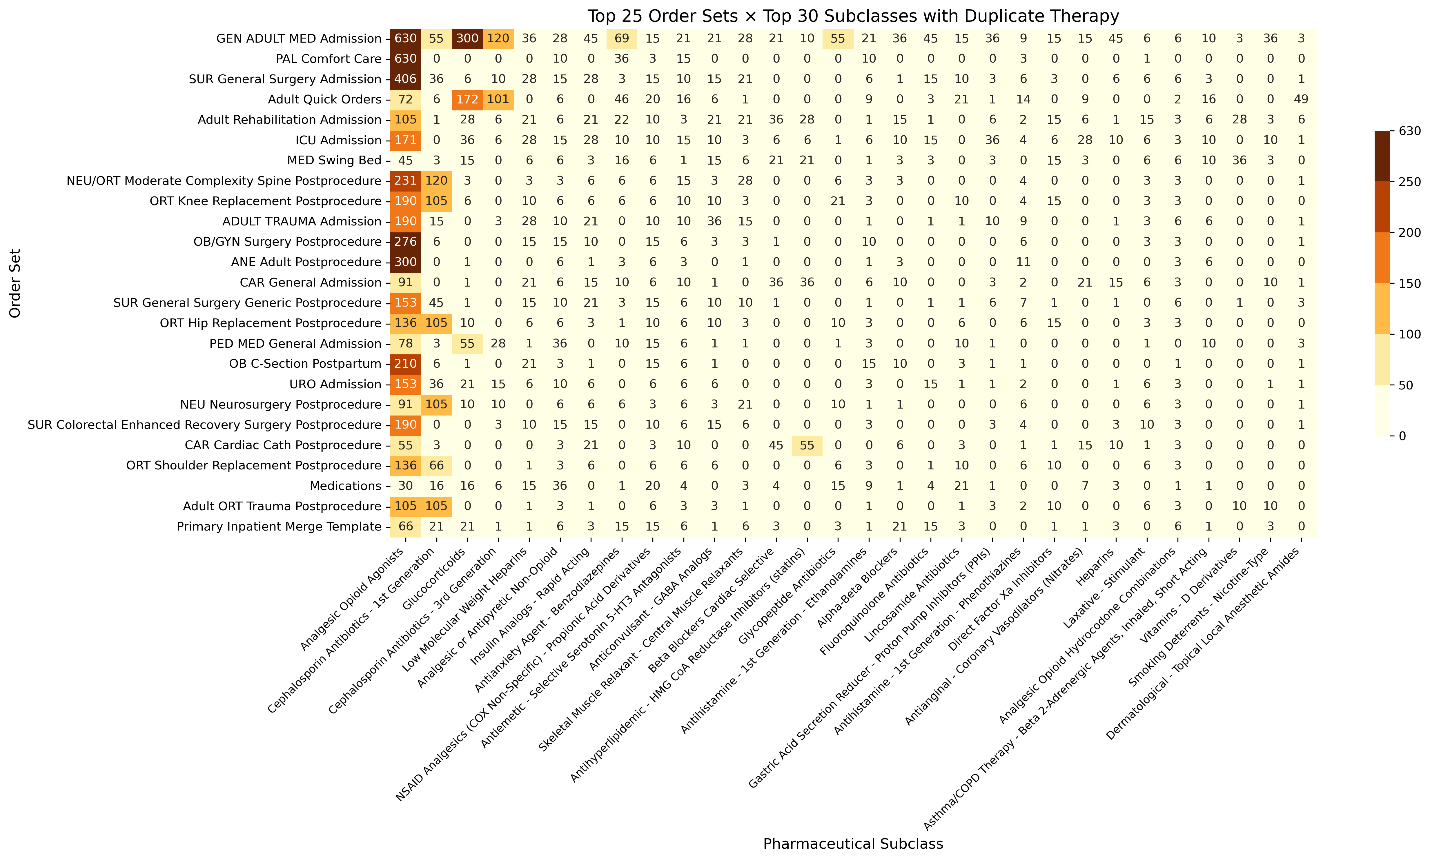 Top 25 Order Sets × Top 30 Subclasses with Duplicate Therapy
GEN ADULT MED Admission 630 55 300 120 36 28 45 69 15 21 21 28 21 10 55 21 36 45 15 36 9 15 15 45 6 6 10 3 36 3
PAL Comfort Care 630 0 0 0 0 10 0 36 3 15 0 0 0 0 0 10 0 0 0 0 3 0 0 0 1 0 0 0 0 0
SUR General Surgery Admission 406 36 6 10 28 15 28 3 15 10 15 21 0 0 0 6 1 15 10 3 6 3 0 6 6 6 3 0 0 1
Adult Quick Orders 72 6 172 101 0 6 0 46 20 16 6 1 0 0 0 9 0 3 21 1 14 0 9 0 0 2 16 0 3 49
Adult Rehabilitation Admission 105 1 28 6 21 6 21 22 10 3 21 21 36 28 0 1 15 1 0 6 2 15 6 1 15 3 6 28 3 6
ICU Admission 171 0 36 6 28 15 28 10 10 15 10 3 6 6 1 6 10 15 0 36 4 6 28 10 6 3 10 0 10 1
MED Swing Bed 45 3 15 0 6 6 3 16 6 1 15 6 21 21 0 1 3 3 0 3 0 15 3 0 6 6 10 36 3 0
NEU/ORT Moderate Complexity Spine Postprocedure 231 120 3 0 3 3 6 6 6 15 3 28 0 0 6 3 3 0 0 0 4 0 0 0 3 3 0 0 0 1
ORT Knee Replacement Postprocedure 190 105 6 0 10 6 6 6 6 10 10 3 0 0 21 3 0 0 10 0 4 15 0 0 3 3 0 0 0 0
ADULT TRAUMA Admission 190 15 0 3 28 10 21 0 10 10 36 15 0 0 0 1 0 1 1 10 9 0 0 1 3 6 6 0 3 1
OB/GYN Surgery Postprocedure 276 6 0 0 15 15 10 0 15 6 3 3 1 0 0 10 0 0 0 0 6 0 0 0 3 3 0 0 0 1
ANE Adult Postprocedure 300 0 1 0 6 6 1 3 6 3 0 1 0 0 0 1 3 0 0 0 11 0 0 0 0 3 6 0 0 0
CAR General Admission 91 0 1 0 21 6 15 10 6 10 1 0 36 36 0 6 10 0 0 3 2 0 21 15 6 3 0 0 10 1
SUR General Surgery Generic Postprocedure 153 45 1 0 15 10 21 3 15 6 10 10 1 0 0 1 0 1 1 6 7 1 0 1 0 6 0 1 0 3
ORT Hip Replacement Postprocedure 136 105 10 0 6 6 3 1 10 6 10 3 0 0 10 3 0 0 6 0 6 15 0 0 3 3 0 0 0 0
PED MED General Admission 78 3 55 28 1 36 0 10 15 6 1 1 0 0 1 3 0 0 10 1 0 0 0 0 1 0 10 0 0 3
OB C-Section Postpartum 210 6 1 0 21 3 1 0 15 6 1 0 0 0 0 15 10 0 3 1 0 0 0 0 0 1 0 0 0 1
URO Admission 153 36 21 15 6 10 6 0 6 6 6 0 0 0 0 3 0 15 1 1 2 0 0 1 6 3 0 0 1 1
NEU Neurosurgery Postprocedure 91 105 10 10 0 6 6 6 3 6 3 21 0 0 10 1 1 0 0 0 6 0 0 0 6 3 0 0 0 1
SUR Colorectal Enhanced Recovery Surgery Postprocedure 190 0 0 3 10 15 15 0 10 6 15 6 0 0 0 3 0 0 0 3 4 0 0 3 10 3 0 0 0 1
CAR Cardiac Cath Postprocedure 55 3 0 0 0 3 21 0 3 10 0 0 45 55 0 0 6 0 3 0 1 1 15 10 1 3 0 0 0 0
ORT Shoulder Replacement Postprocedure 136 66 0 0 1 3 6 0 6 6 6 0 0 0 6 3 0 1 10 0 6 10 0 0 6 3 0 0 0 0
Medications 30 16 16 6 15 36 0 1 20 4 0 3 4 0 15 9 1 4 21 1 0 0 7 3 0 1 1 0 0 0
Adult ORT Trauma Postprocedure 105 105 0 0 1 3 1 0 6 3 3 1 0 0 0 1 0 0 1 3 2 10 0 0 6 3 0 10 10 0
Primary Inpatient Merge Template 66 21 21 1 1 6 3 15 15 6 1 6 3 0 3 1 21 15 3 0 0 1 1 3 0 6 1 0 3 0
Order Set
Analgesic Opioid Agonists
Cephalosporin Antibiotics - 1st Generation
Glucocorticoids
Cephalosporin Antibiotics - 3rd Generation
Low Molecular Weight Heparins
Analgesic or Antipyretic Non-Opioid
Insulin Analogs - Rapid Acting
Antianxiety Agent - Benzodiazepines
NSAID Analgesics (COX Non-Specific) - Propionic Acid Derivatives
Antiemetic - Selective Serotonin 5-HT3 Antagonists
Anticonvulsant - GABA Analogs
Skeletal Muscle Relaxant - Central Muscle Relaxants
Beta Blockers Cardiac Selective
Antihyperlipidemic - HMG CoA Reductase Inhibitors (statins)
Glycopeptide Antibiotics
Antihistamine - 1st Generation - Ethanolamines
Alpha-Beta Blockers
Fluoroquinolone Antibiotics
Lincosamide Antibiotics
Gastric Acid Secretion Reducer - Proton Pump Inhibitors (PPIs)
Antihistamine - 1st Generation - Phenothiazines
Direct Factor Xa Inhibitors
Antianginal - Coronary Vasodilators (Nitrates)
Heparins
Laxative - Stimulant
Analgesic Opioid Hydrocodone Combinations
Asthma/COPD Therapy - Beta 2-Adrenergic Agents, Inhaled, Short Acting
Vitamins - D Derivatives
Smoking Deterrents - Nicotine-Type
Dermatological - Topical Local Anesthetic Amides
Pharmaceutical Subclass
630
250
200
150
100
50
0